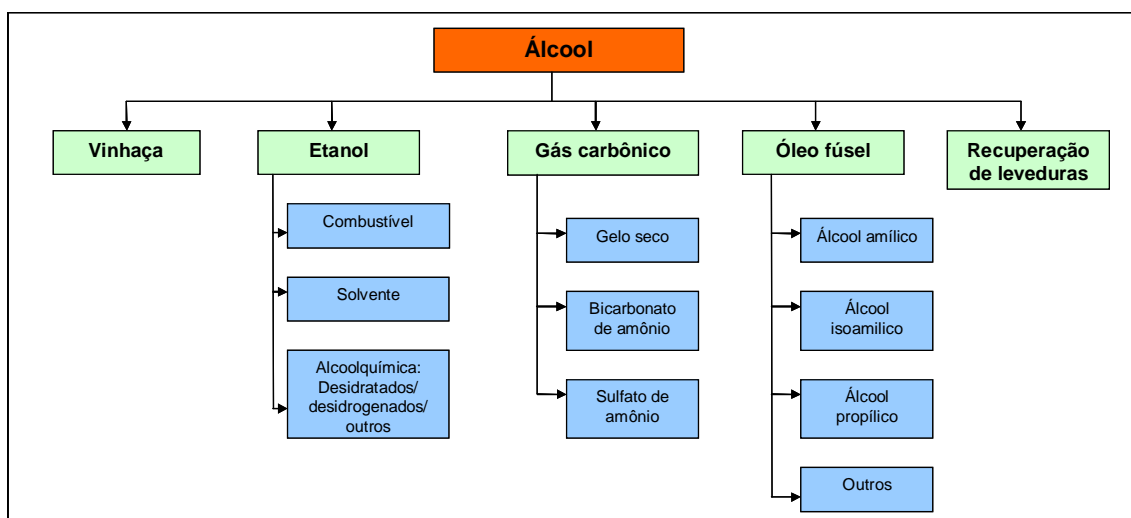 Álcool
Vinhaça
Etanol
Gás carbônico
Óleo fúsel
Recuperação
de leveduras
Combustível
Solvente
Alcoolquímica:
Desidratados/
desidrogenados/
outros
Gelo seco
Bicarbonato
de amônio
Sulfato de
amônio
Álcool amílico
Álcool
isoamilico
Álcool
propílico
Outros